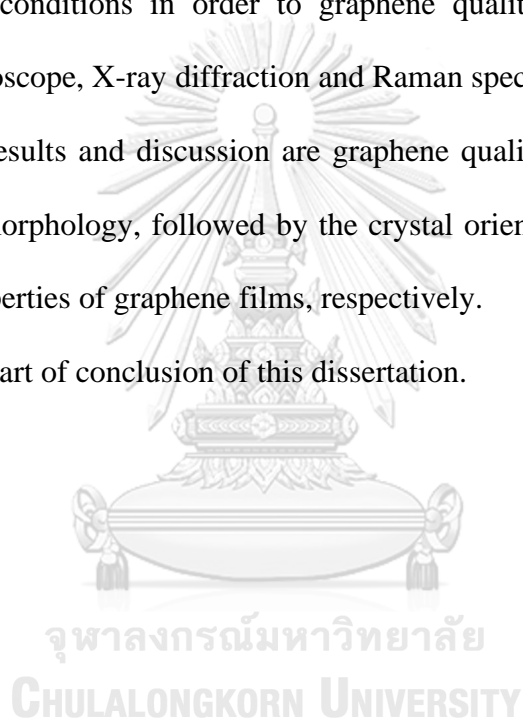 conditions in order to graphene qualit
oscope, X-ray diffraction and Raman spec
esults and discussion are graphene quali
orphology, followed by the crystal orien
perties of graphene films, respectively.
art of conclusion of this dissertation.
จุฬาลงกรณ์มหาวิทยาลัย
CHULALONGKORN UNIVERSITY